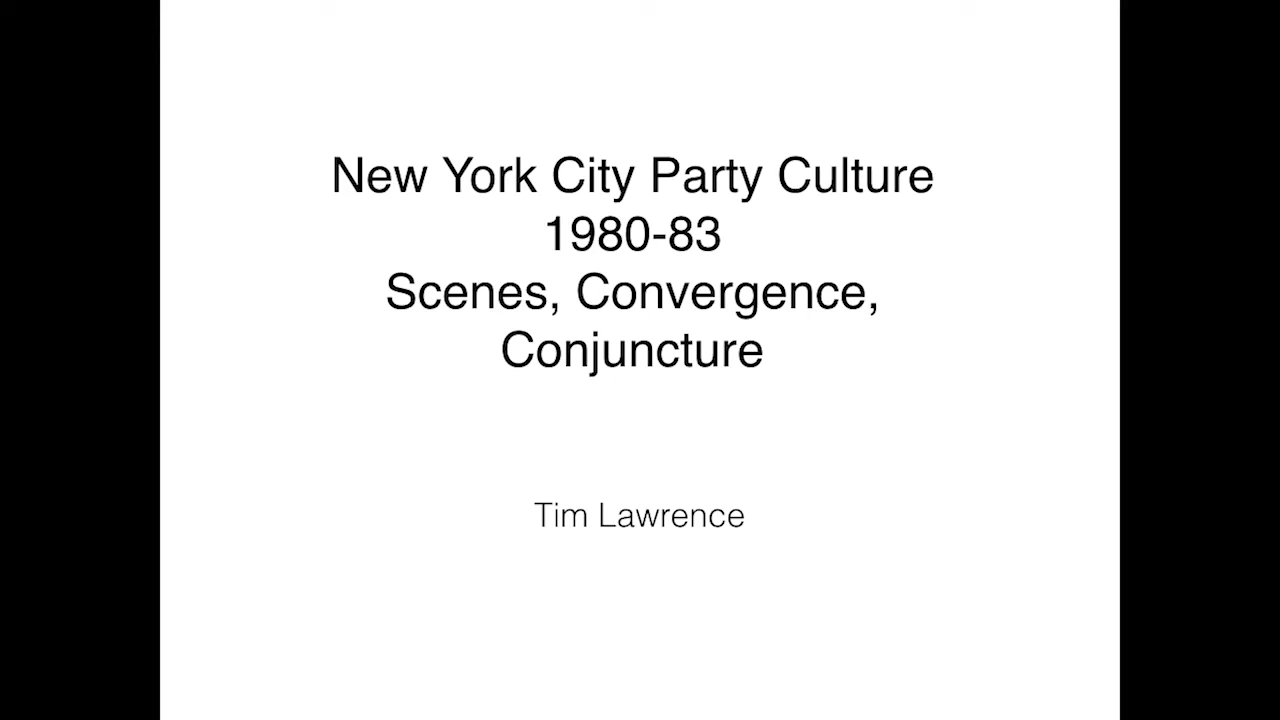 New York City Party Culture
1980-83
Scenes, Convergence,
Conjuncture
Tim Lawrence